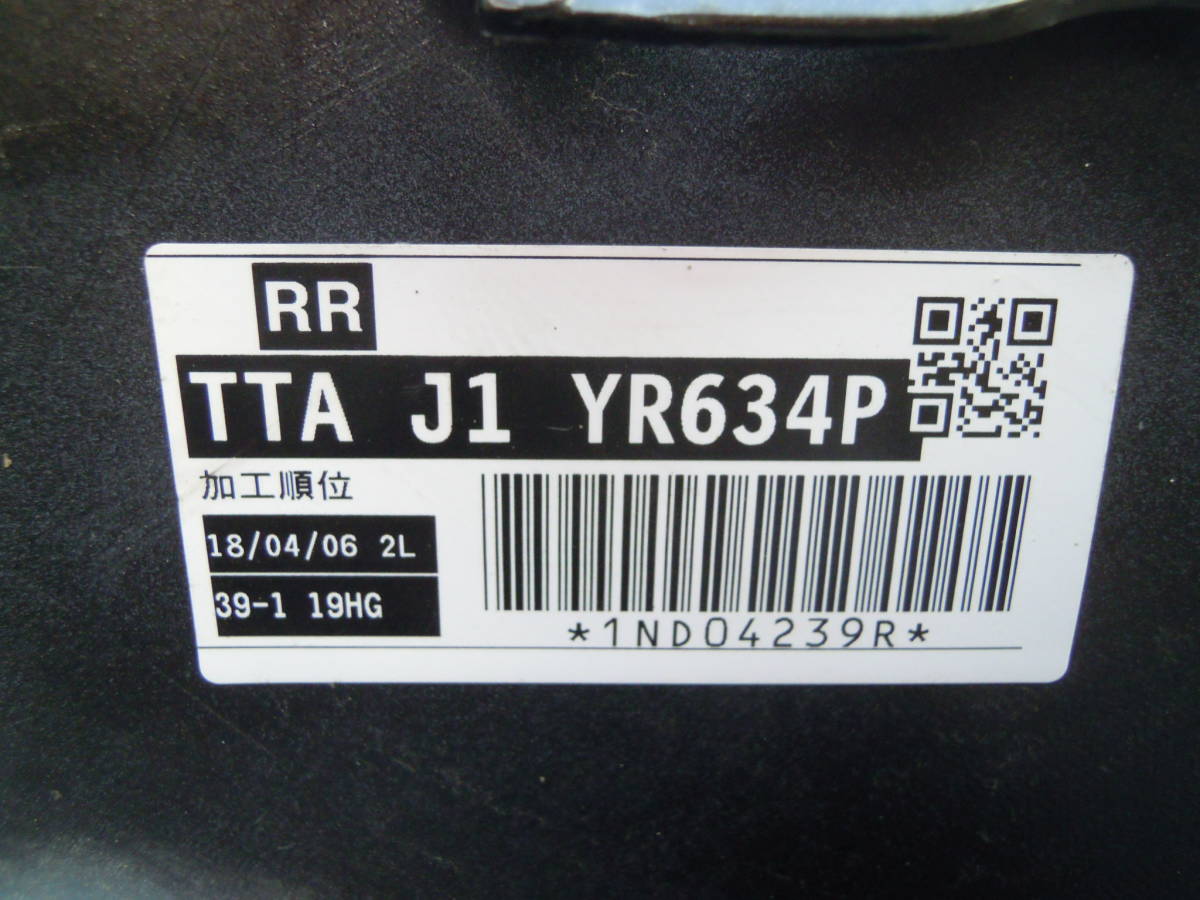 RR
TTA J1 YR634P
加工順位
18/04/06 2L
39-1 19HG
*1ND04239R*